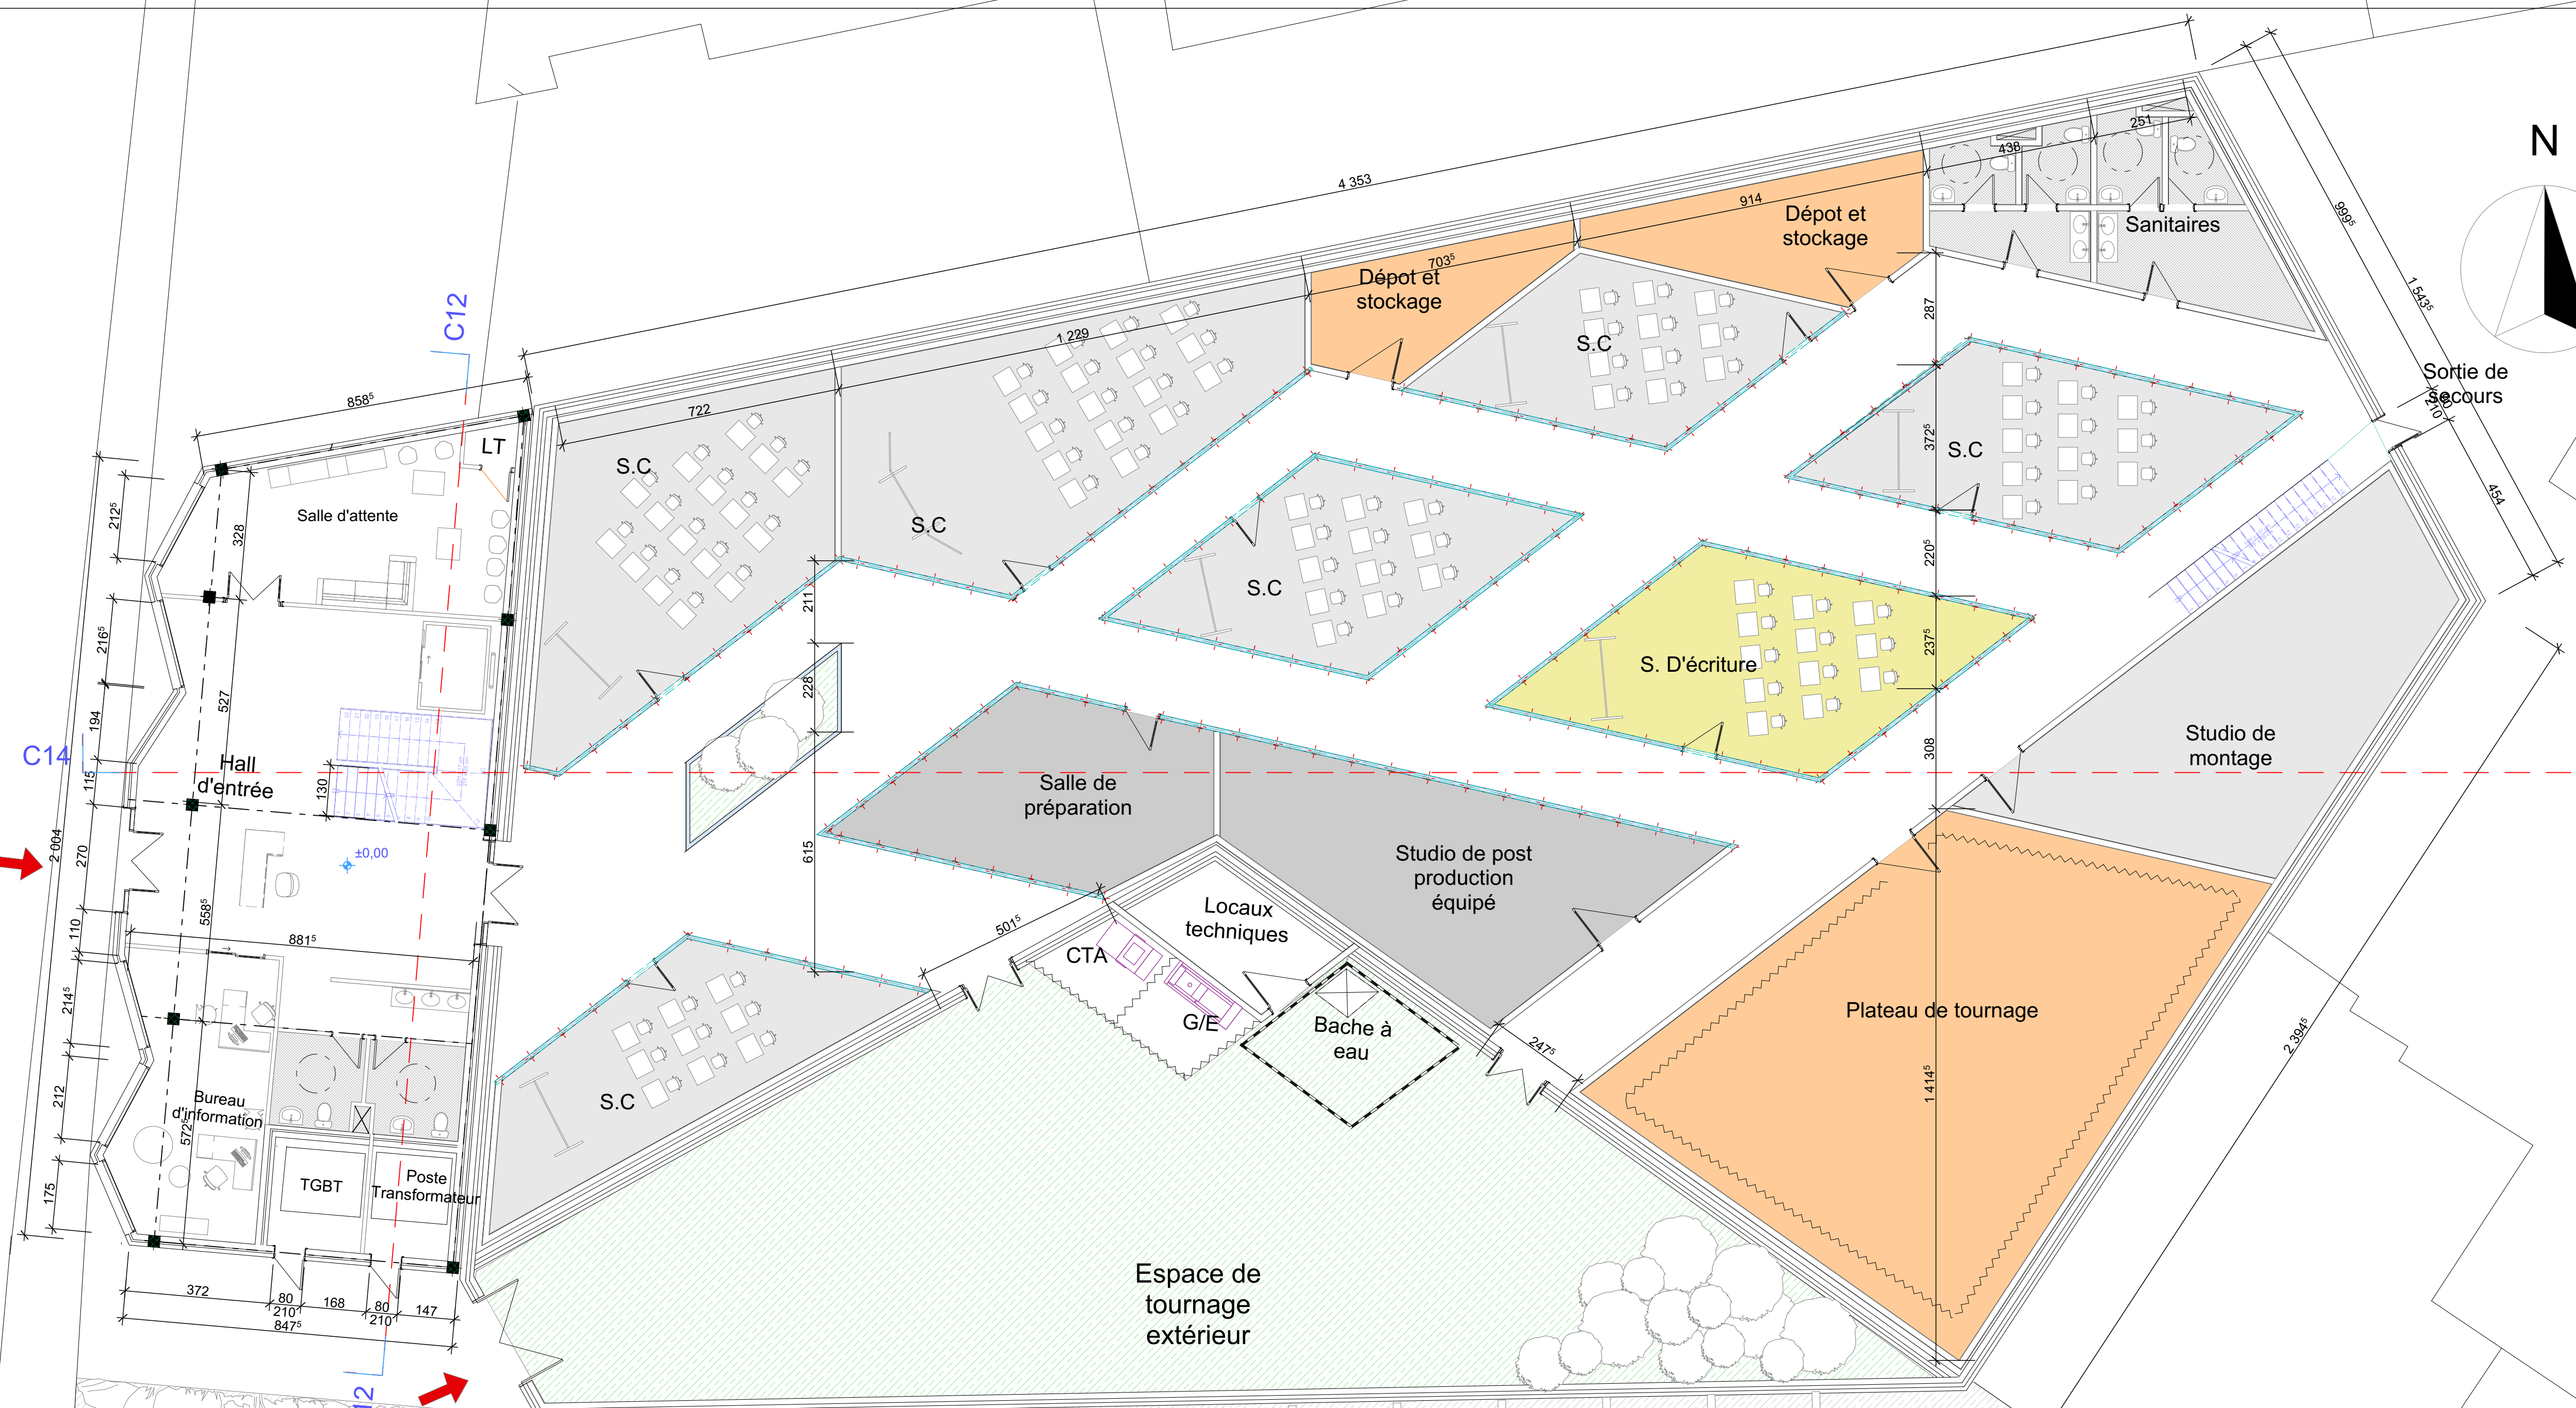 N
4 353
251
438
Sanitaires
914
Dépot et
stockage
703⁵
Dépot et
stockage
999⁵
1 543⁵
Sortie de
secours
210
454
287
372⁵
220⁵
237⁵
308
1 414⁵
C12
858⁵
LT
1 229
722
S.C
S.C
S.C
S.C
S.C
S. D'écriture
Salle d'attente
212⁵
328
216⁵
527
194
C14
115
Hall
d'entrée
130
±0,00
2 004
270
558⁵
110
881⁵
214⁵
212
175
Bureau
d'information
572⁵
TGBT
Poste
Transformateur
372
80
210
168
80
210
147
847⁵
211
228
615
Salle de
préparation
Studio de post
production
équipé
Studio de
montage
501⁵
Locaux
techniques
CTA
G/E
Bache à
eau
247⁵
Plateau de tournage
2 394⁵
S.C
Espace de
tournage
extérieur